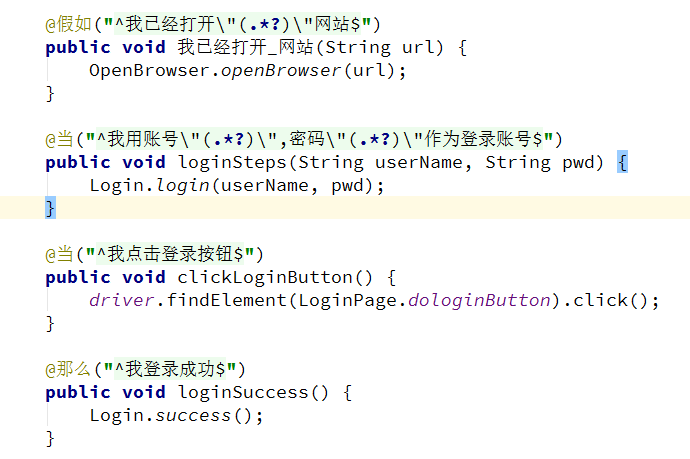 @假如("^我已经打开\"(.*?)\"网站$")
public void 我已经打开_网站(String url) {
    OpenBrowser.openBrowser(url);
}
@当("^我用账号\"(.*?)\",密码\"(.*?)\"作为登录账号$")
public void loginSteps(String userName, String pwd) {
    Login.login(userName, pwd);
}
@当("^我点击登录按钮$")
public void clickLoginButton() {
    driver.findElement(LoginPage.dologinButton).click();
}
@那么("^我登录成功$")
public void loginSuccess() {
    Login.success();
}